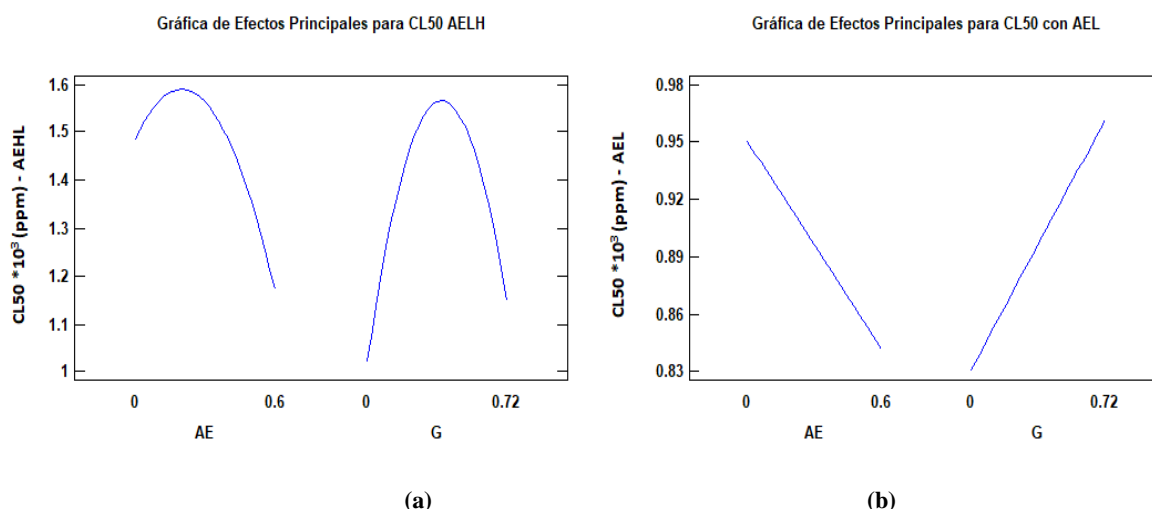 Gráfica de Efectos Principales para CL50 AELH
CL50 *10³ (ppm) - AEHL
1.6
1.5
1.4
1.3
1.2
1.1
1
0
0.6
0
0.72
AE
G
(a)
Gráfica de Efectos Principales para CL50 con AEL
CL50 *10³ (ppm) - AEL
0.98
0.95
0.92
0.89
0.86
0.83
0
0.6
0
0.72
AE
G
(b)